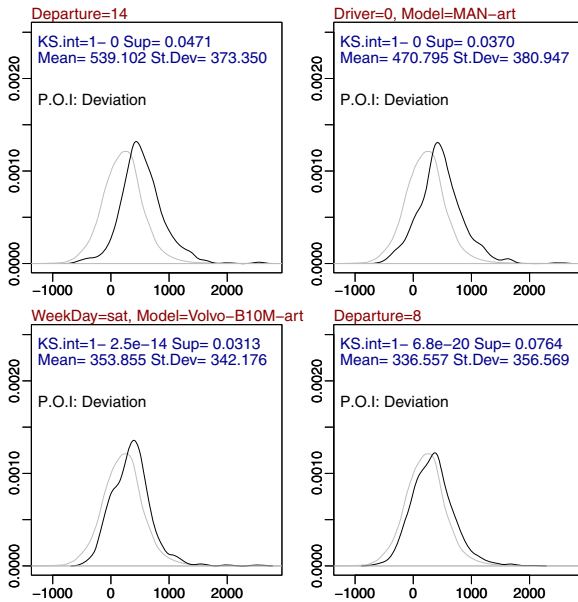 Departure=14
KS.int=1- 0 Sup= 0.0471
Mean= 539.102 St.Dev= 373.350
P.O.I: Deviation
0.0020
0.0010
0.0000
-1000 0 1000 2000
Driver=0, Model=MAN-art
KS.int=1- 0 Sup= 0.0370
Mean= 470.795 St.Dev= 380.947
P.O.I: Deviation
0.0020
0.0010
0.0000
-1000 0 1000 2000
WeekDay=sat, Model=Volvo-B10M-art
KS.int=1- 2.5e-14 Sup= 0.0313
Mean= 353.855 St.Dev= 342.176
P.O.I: Deviation
0.0020
0.0010
0.0000
-1000 0 1000 2000
Departure=8
KS.int=1- 6.8e-20 Sup= 0.0764
Mean= 336.557 St.Dev= 356.569
P.O.I: Deviation
0.0020
0.0010
0.0000
-1000 0 1000 2000